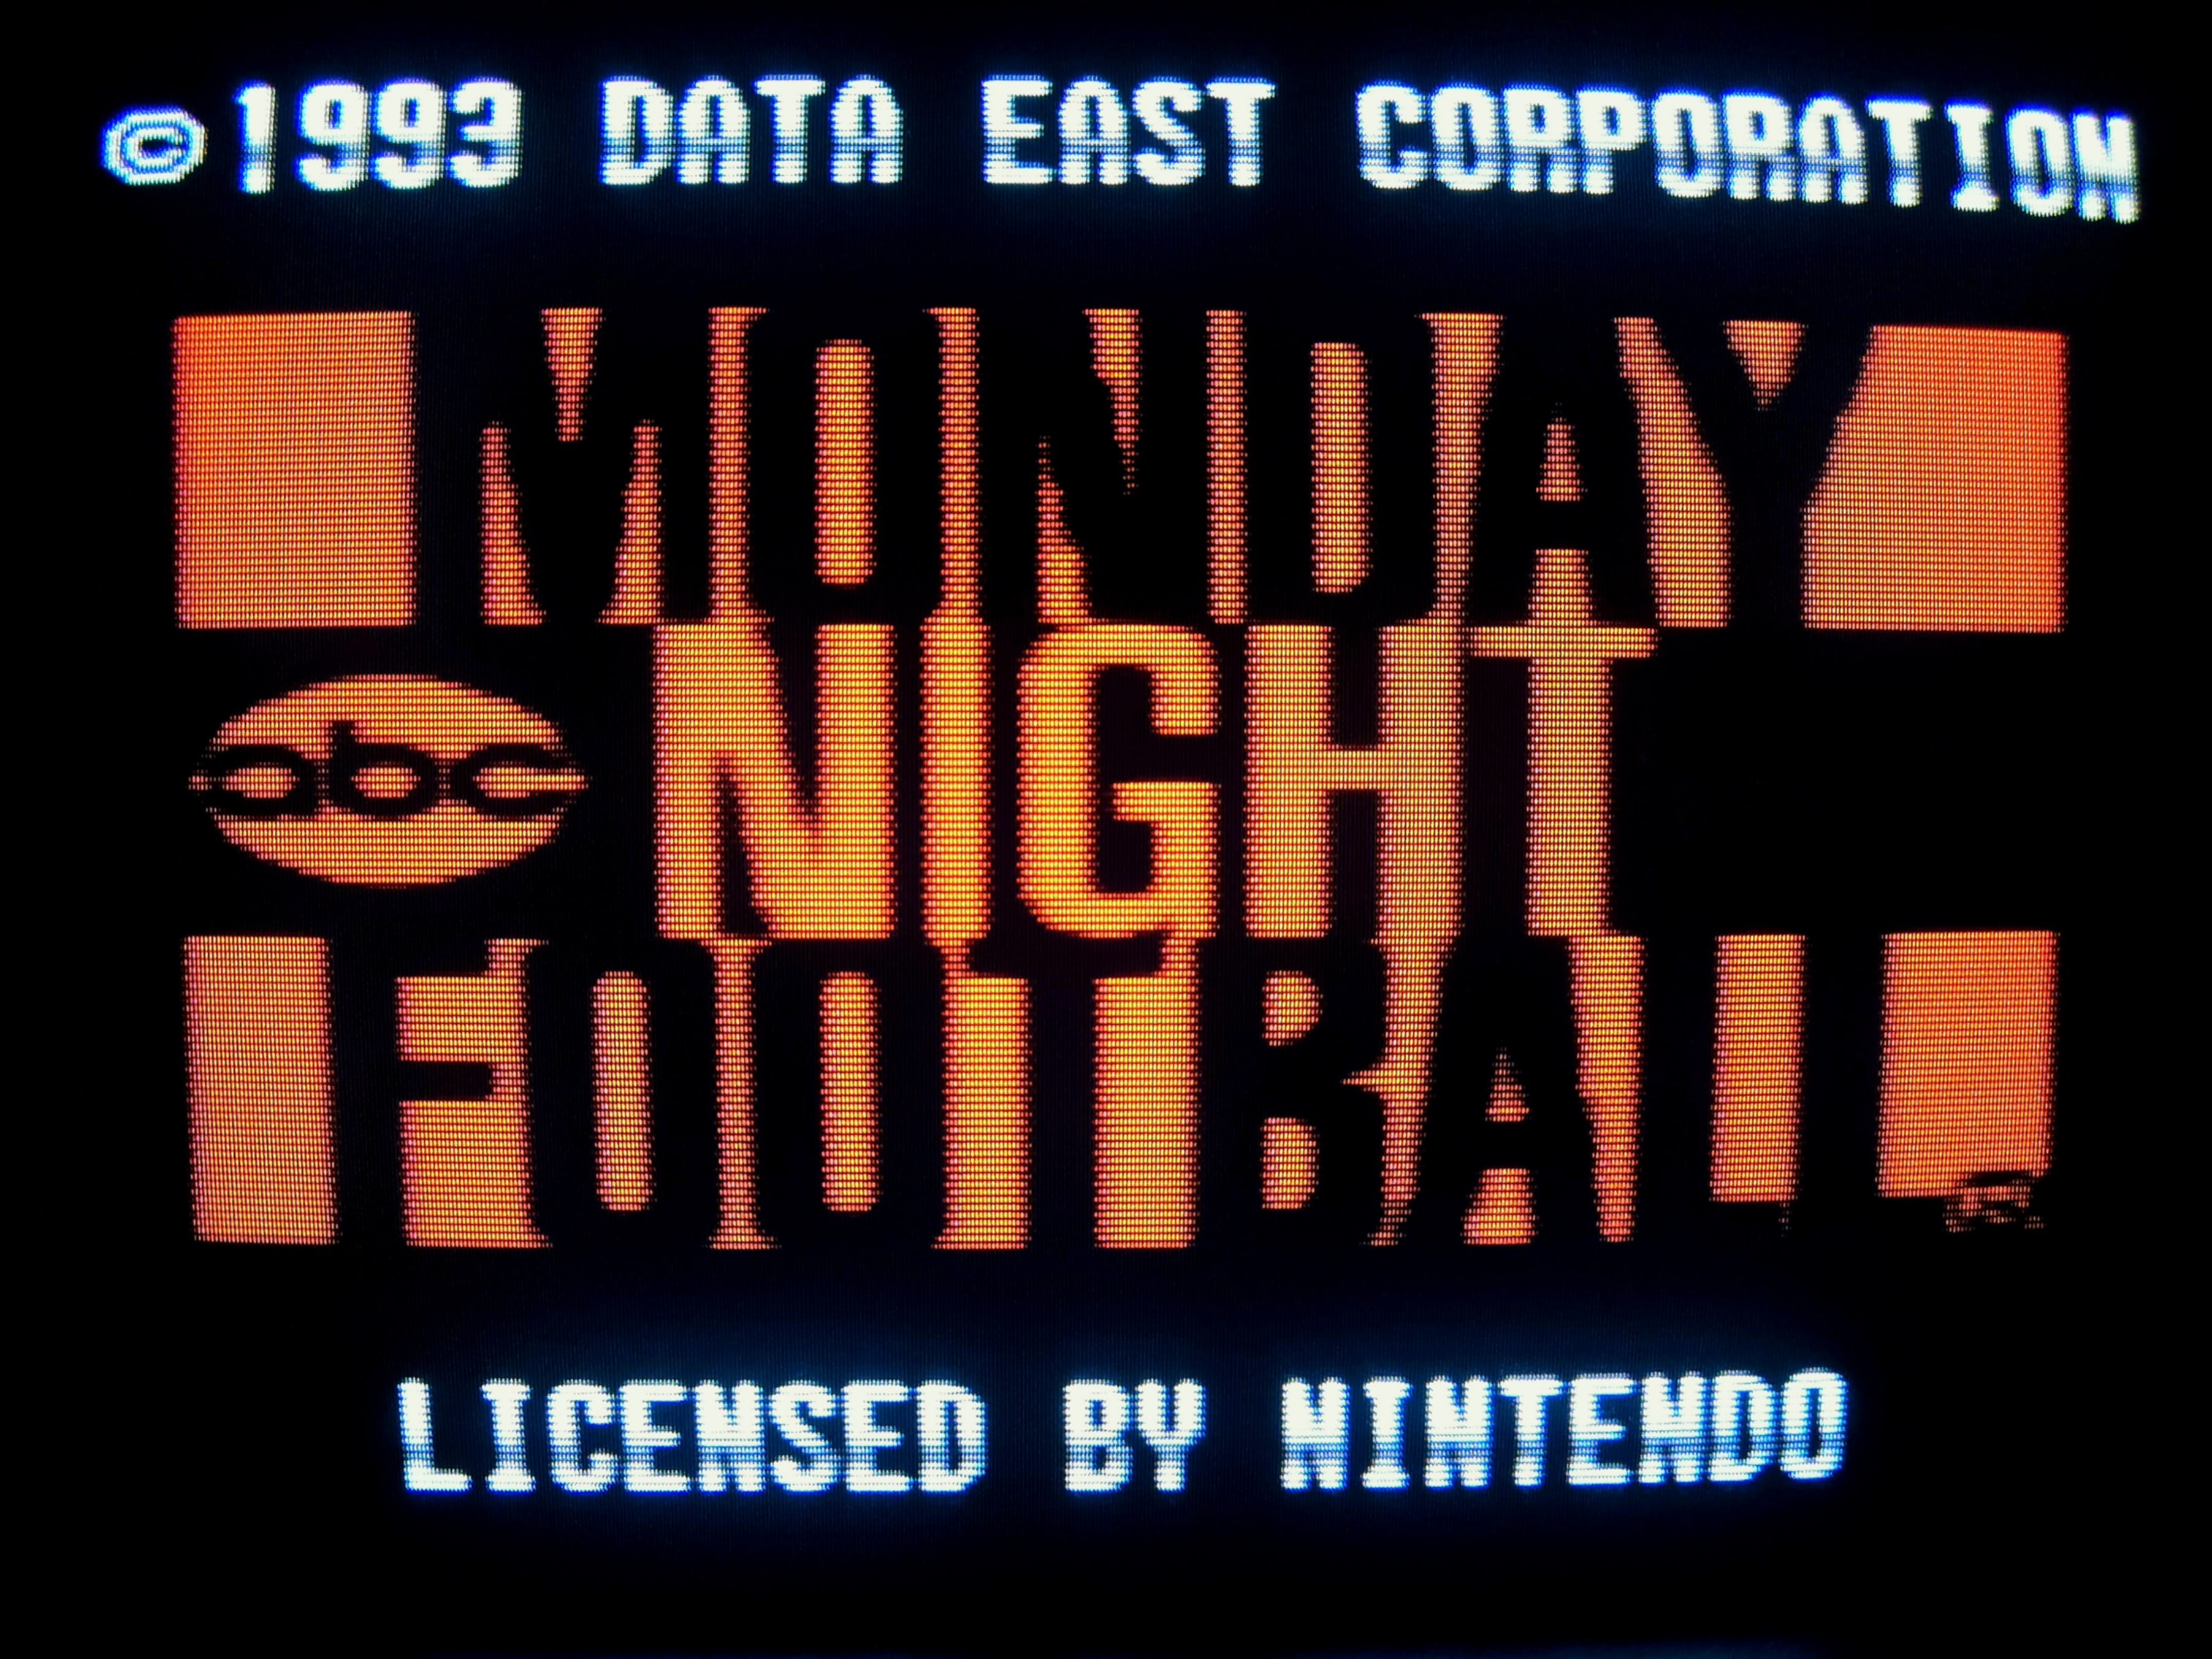 ©1993 DATA EAST CORPORATION
MONDAY
abc NIGHT
FOOTBALL
LICENSED BY NINTENDO